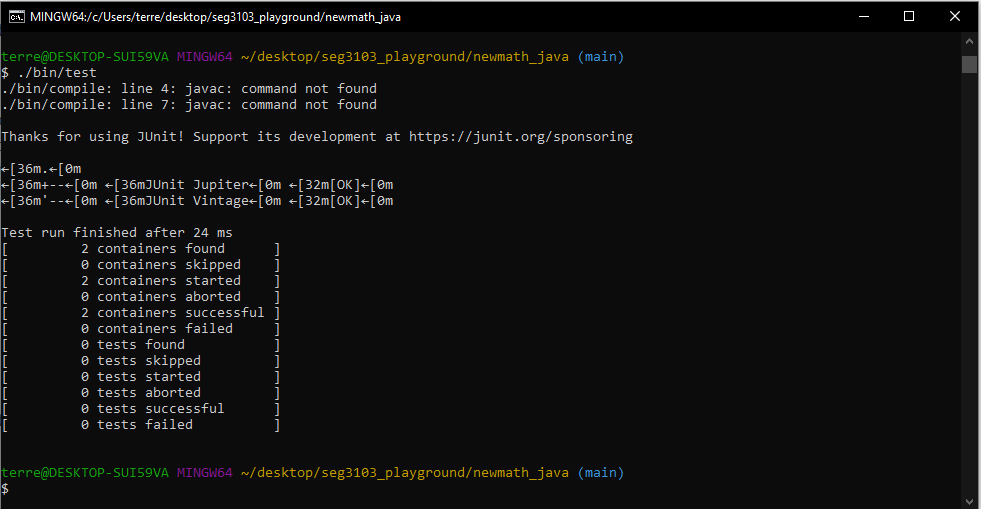 MINGW64:/c/Users/terre/desktop/seg3103_playground/newmath_java
terre@DESKTOP-SUI59VA MINGW64 ~/desktop/seg3103_playground/newmath_java (main)
$ ./bin/test
./bin/compile: line 4: javac: command not found
./bin/compile: line 7: javac: command not found
Thanks for using JUnit! Support its development at https://junit.org/sponsoring
←[36m.←[0m
←[36m+--←[0m ←[36mJUnit Jupiter←[0m ←[32m[OK]←[0m
←[36m'--←[0m ←[36mJUnit Vintage←[0m ←[32m[OK]←[0m
Test run finished after 24 ms
[         2 containers found      ]
[         0 containers skipped    ]
[         2 containers started    ]
[         0 containers aborted    ]
[         2 containers successful ]
[         0 containers failed     ]
[         0 tests found           ]
[         0 tests skipped         ]
[         0 tests started         ]
[         0 tests aborted         ]
[         0 tests successful      ]
[         0 tests failed          ]
terre@DESKTOP-SUI59VA MINGW64 ~/desktop/seg3103_playground/newmath_java (main)
$